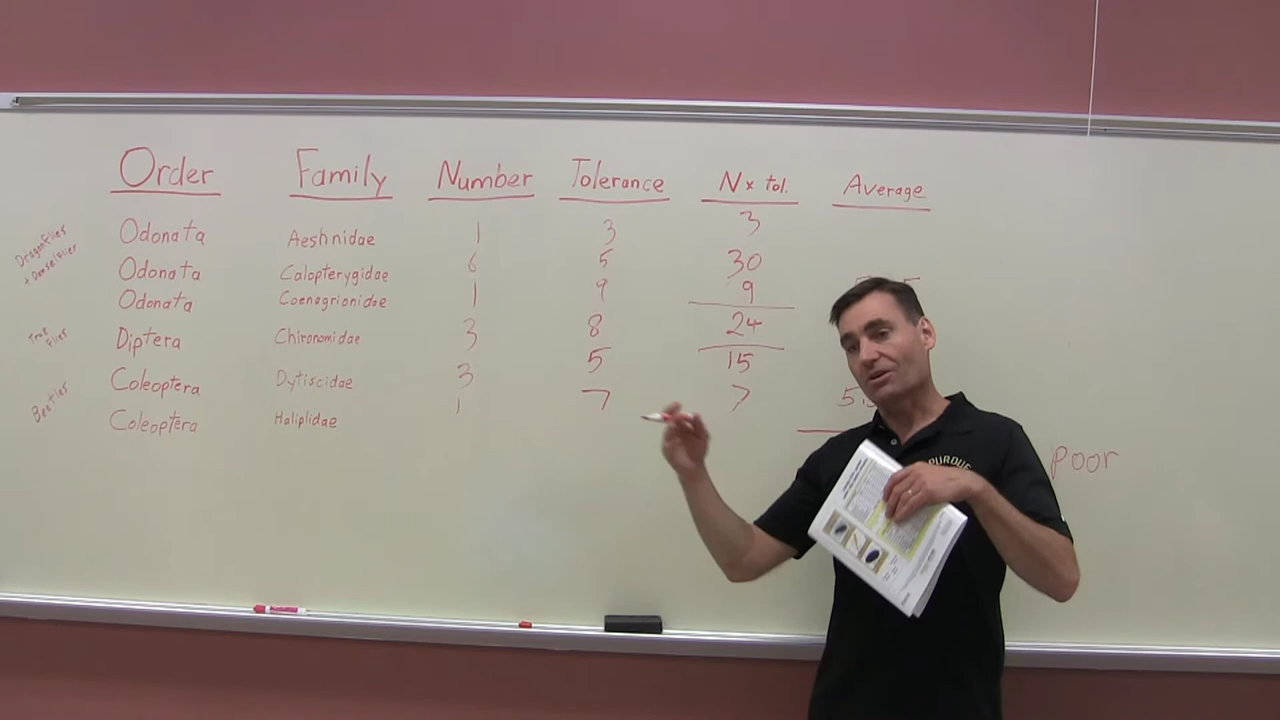 Order Family Number Tolerance N x tol. Average
Dragonflies + Damselflies
Odonata Aeshnidae 1 3 3
Odonata Calopterygidae 6 5 30
Odonata Coenagrionidae 1 9 9
True flies
Diptera Chironomidae 3 8 24
Beetles
Coleoptera Dytiscidae 3 5 15
Coleoptera Haliplidae 1 7 7
poor
PURDUE